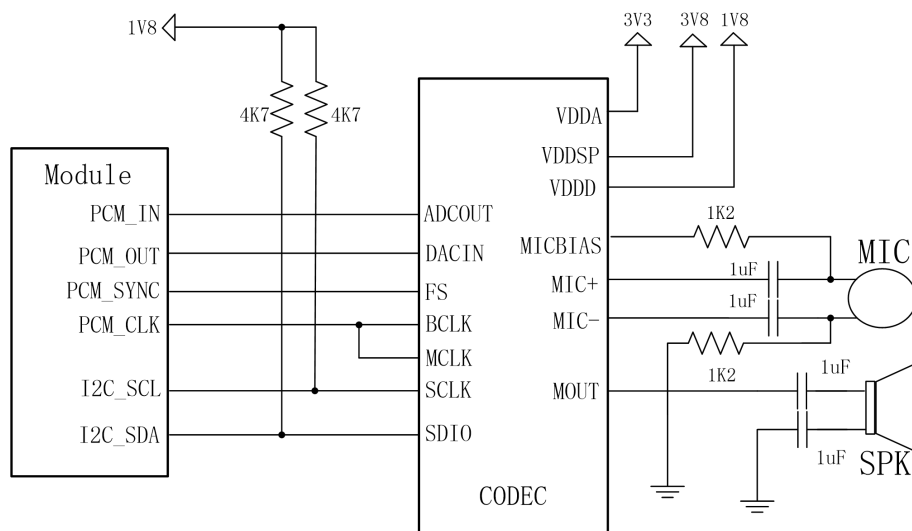 3V3 3V8 1V8
1V8
4K7 4K7
Module
PCM_IN
PCM_OUT
PCM_SYNC
PCM_CLK
I2C_SCL
I2C_SDA
ADCOUT
DACIN
FS
BCLK
MCLK
SCLK
SDIO
CODEC
VDDA
VDDSP
VDDD
MICBIAS
MIC+
MIC-
MOUT
1K2
MIC
1uF
1uF
1K2
1uF
1uF
SPK